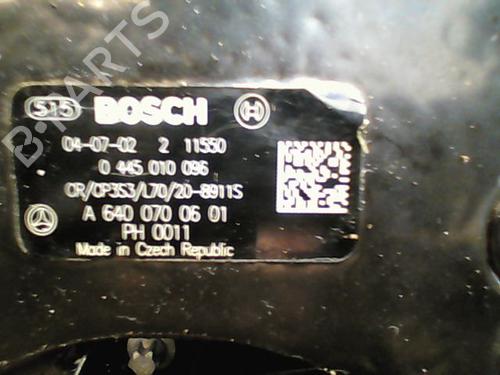 B-PARTS
515 BOSCH
04-07-02 2 11550
0 445 010 096
CR/CP3S3/L70/20-8911S
A 640 070 06 01
PH 0011
Made in Czech Republic